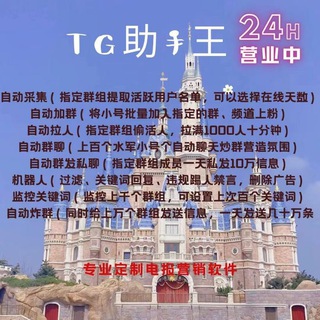 TG助手王
24H
营业中
自动采集(指定群组提取活跃用户名单,可以选择在线天数)
自动加群(将小号批量加入指定的群、频道上粉)
自动拉人(指定群组偷活人,拉满1000人十分钟)
自动群聊(上百个水军小号个自动聊天炒群营造氛围)
自动群发私聊(指定群组成员一天私发10万信息)
机器人(过滤、关键词回复、违规踢人禁言,删除广告)
监控关键词(监控上千个群组,可设置上次百个关键词)
自动炸群(同时给上万个群组发送信息,一天发送几十万条
专业定制电报营销软件